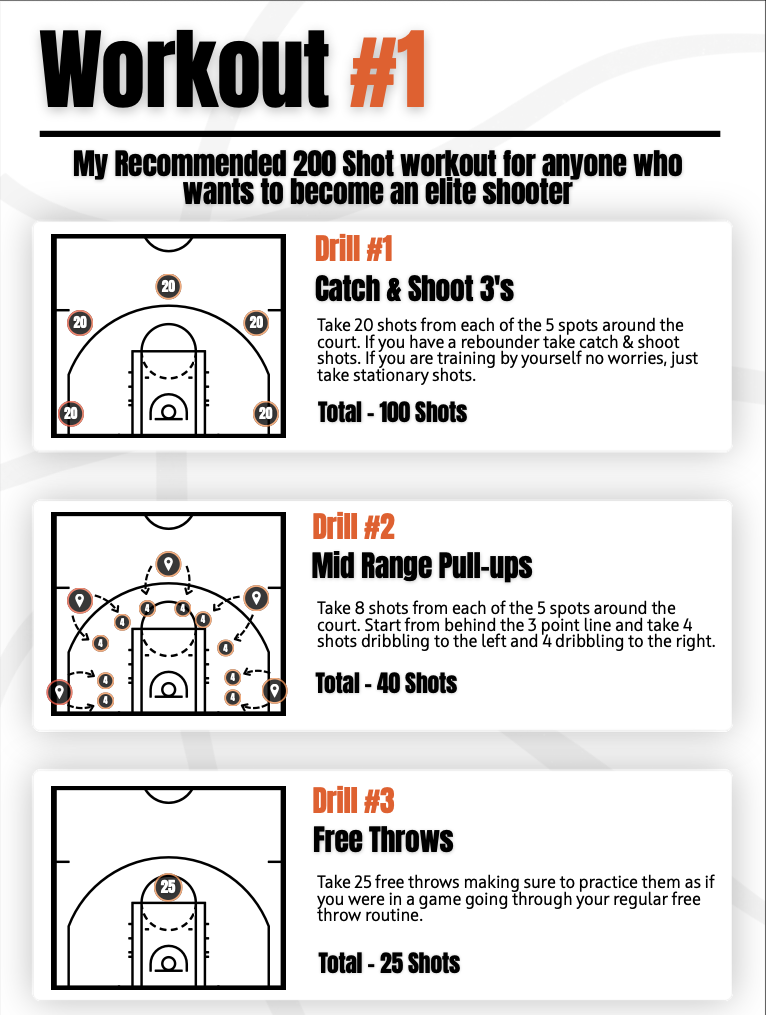 Workout #1
My Recommended 200 Shot workout for anyone who
wants to become an elite shooter
Drill #1
Catch & Shoot 3's
Take 20 shots from each of the 5 spots around the
court. If you have a rebounder take catch & shoot
shots. If you are training by yourself no worries, just
take stationary shots.
Total - 100 Shots
20
20
20
20
20
Drill #2
Mid Range Pull-ups
Take 8 shots from each of the 5 spots around the
court. Start from behind the 3 point line and take 4
shots dribbling to the left and 4 dribbling to the right.
Total - 40 Shots
4
4
4
4
4
4
4
4
4
4
Drill #3
Free Throws
Take 25 free throws making sure to practice them as if
you were in a game going through your regular free
throw routine.
Total - 25 Shots
25